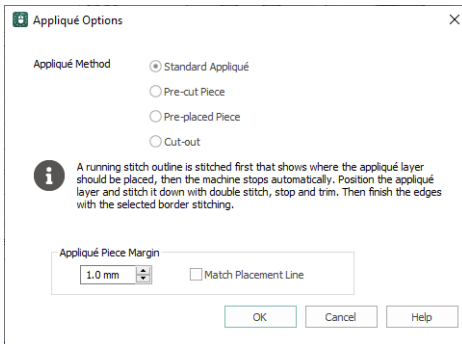 Appliqué Options
Appliqué Method
Standard Appliqué
Pre-cut Piece
Pre-placed Piece
Cut-out
A running stitch outline is stitched first that shows where the appliqué layer
should be placed, then the machine stops automatically. Position the appliqué
layer and stitch it down with double stitch, stop and trim. Then finish the edges
with the selected border stitching.
Appliqué Piece Margin
1.0 mm
Match Placement Line
OK Cancel Help